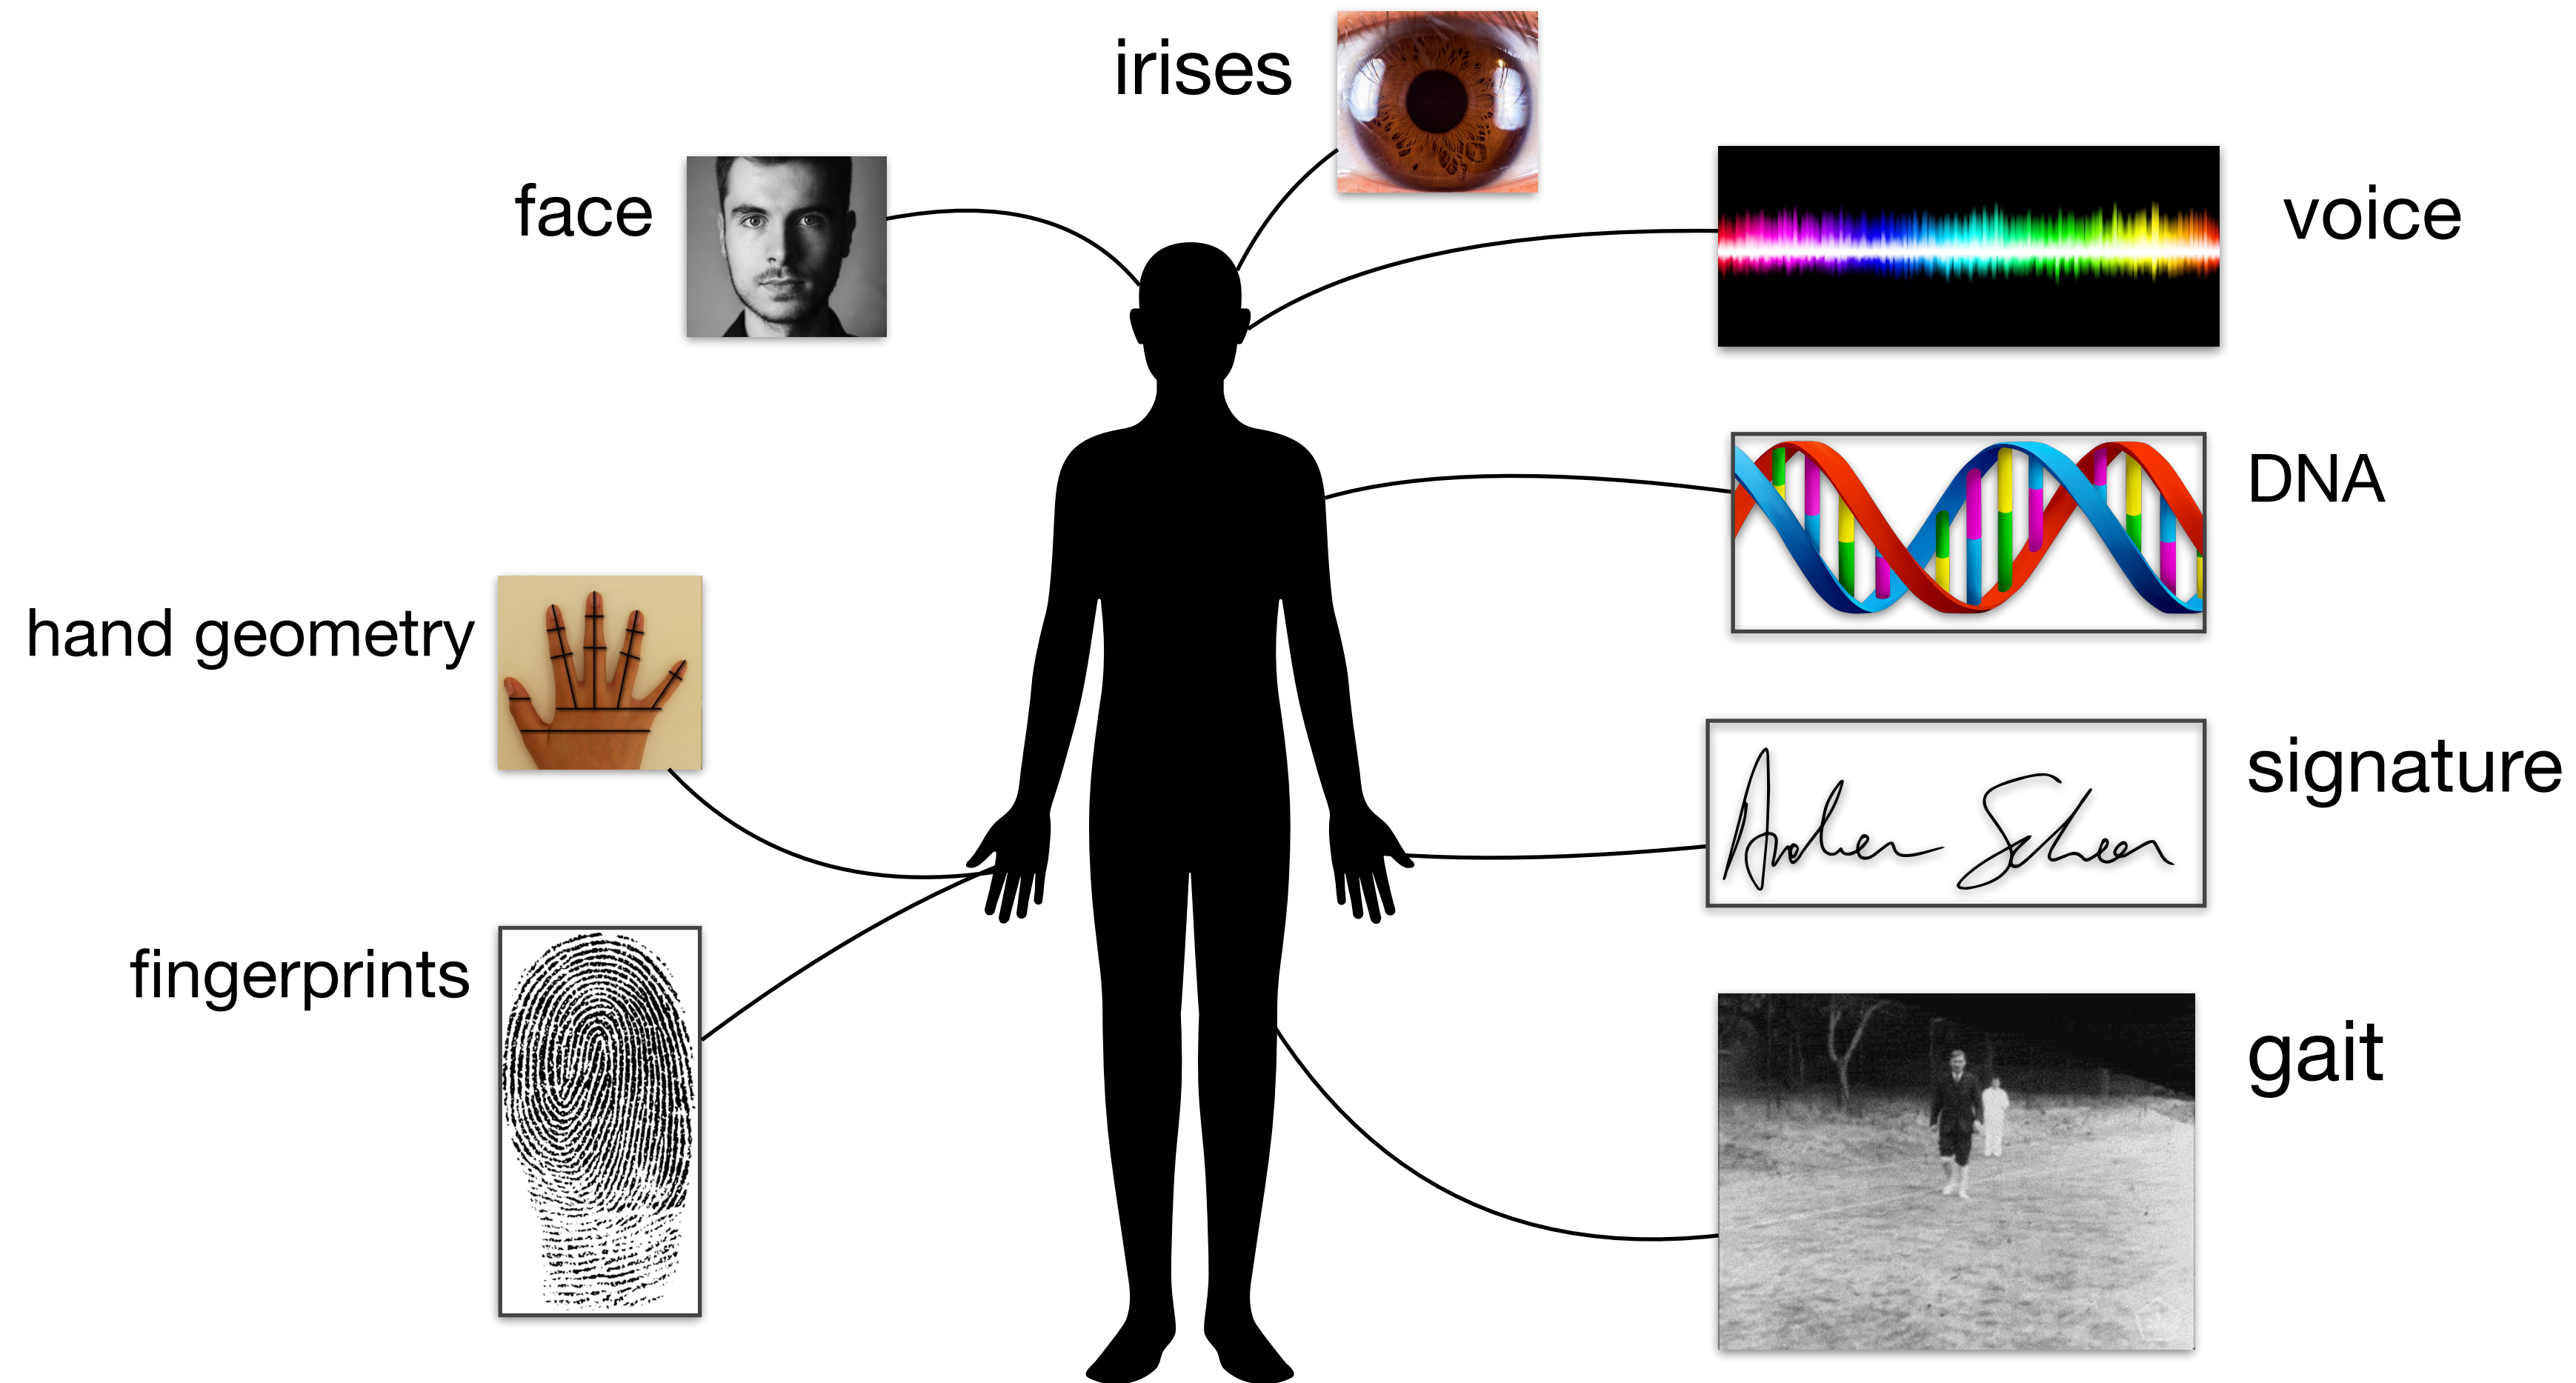 irises
face
voice
DNA
hand geometry
signature
fingerprints
gait